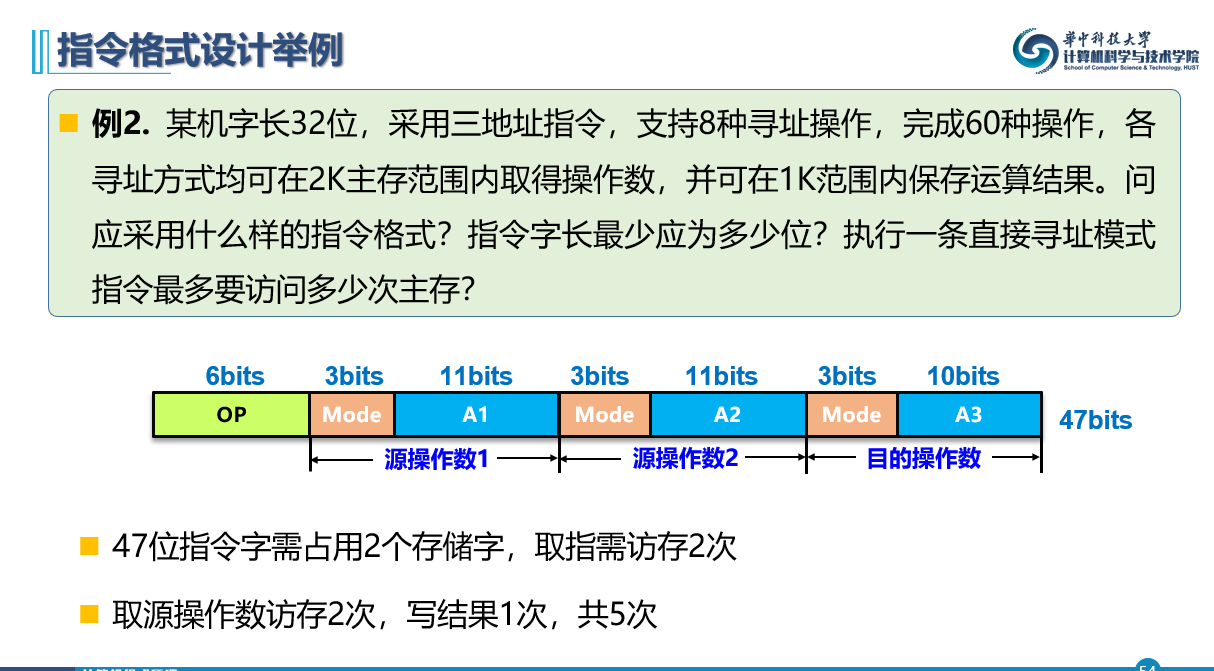 指令格式设计举例
華中科技大学
计算机科学与技术学院
School of Computer Science & Technology, HUST
例2. 某机字长32位，采用三地址指令，支持8种寻址操作，完成60种操作，各
寻址方式均可在2K主存范围内取得操作数，并可在1K范围内保存运算结果。问
应采用什么样的指令格式？指令字长最少应为多少位？执行一条直接寻址模式
指令最多要访问多少次主存？
6bits 3bits 11bits 3bits 11bits 3bits 10bits
OP Mode A1 Mode A2 Mode A3 47bits
源操作数1 源操作数2 目的操作数
47位指令字需占用2个存储字，取指需访存2次
取源操作数访存2次，写结果1次，共5次
54